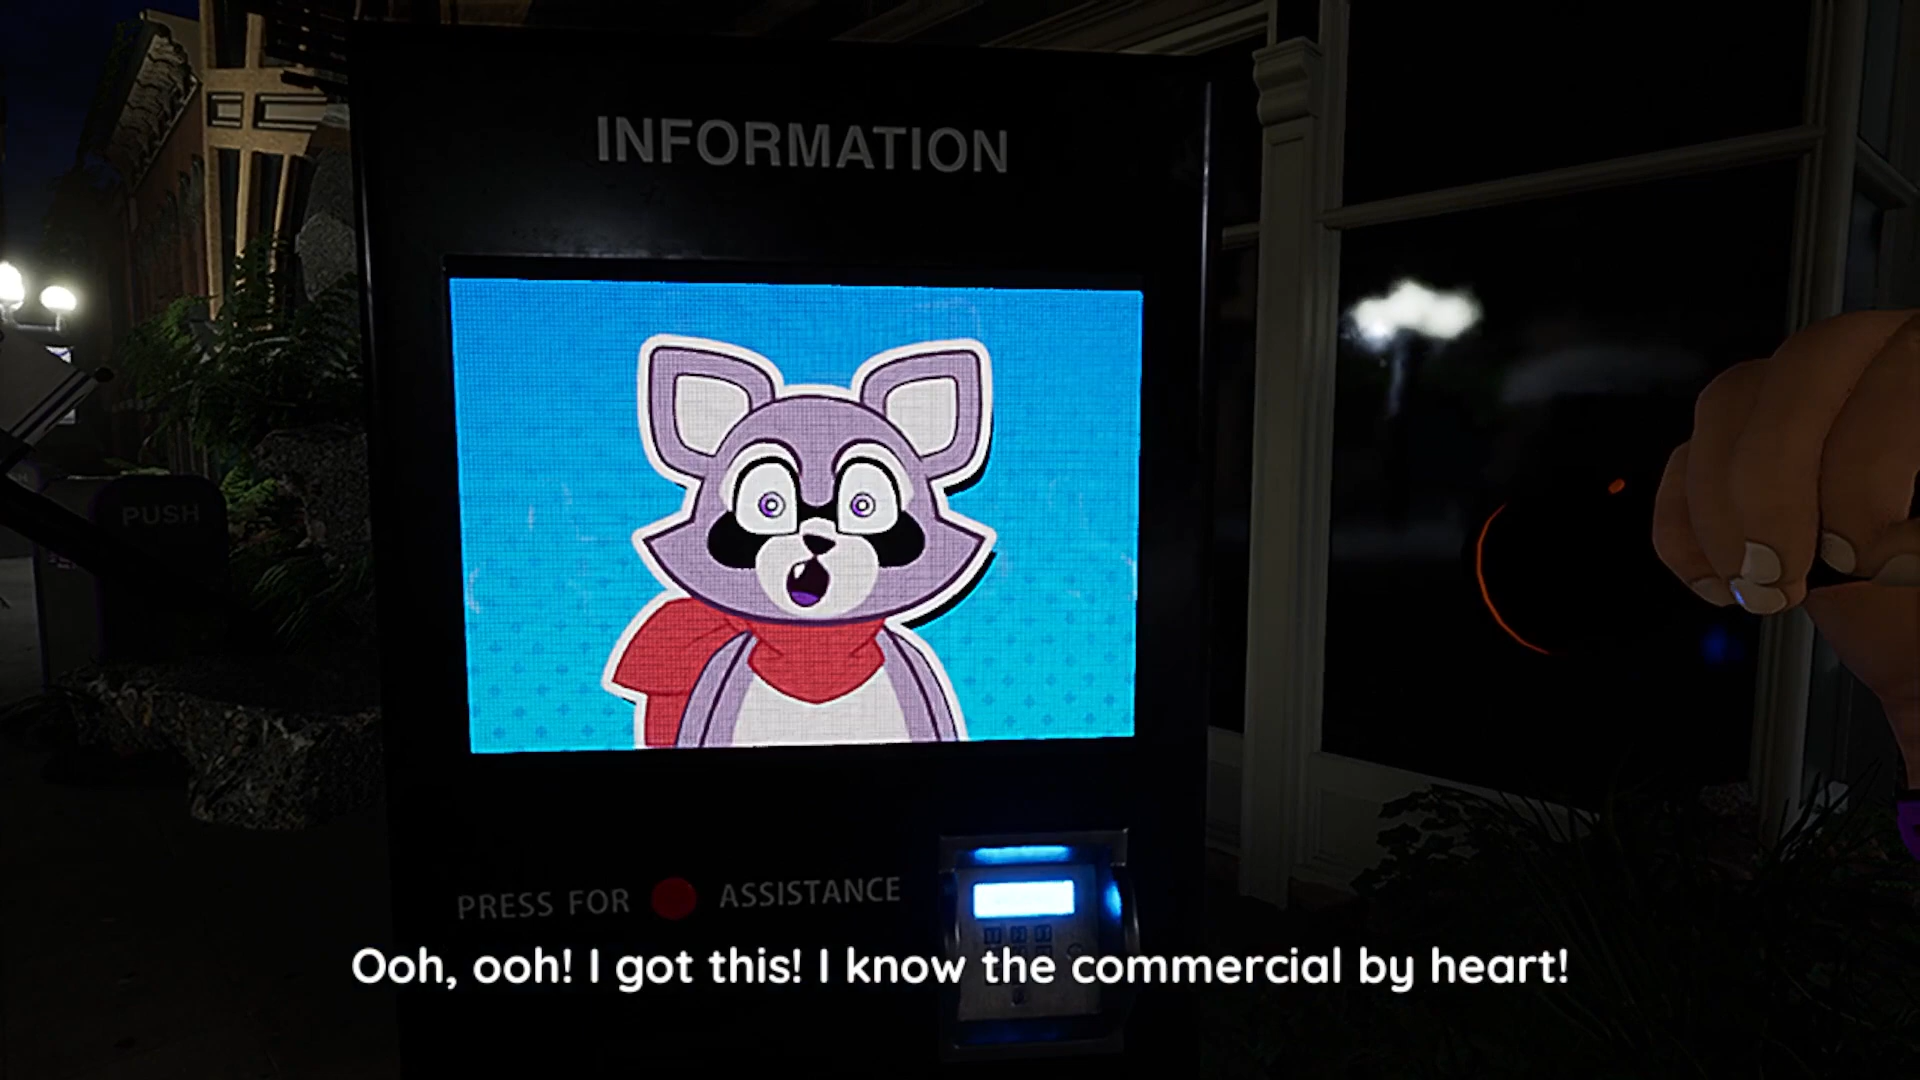 INFORMATION
PUSH
PRESS FOR ASSISTANCE
Ooh, ooh! I got this! I know the commercial by heart!